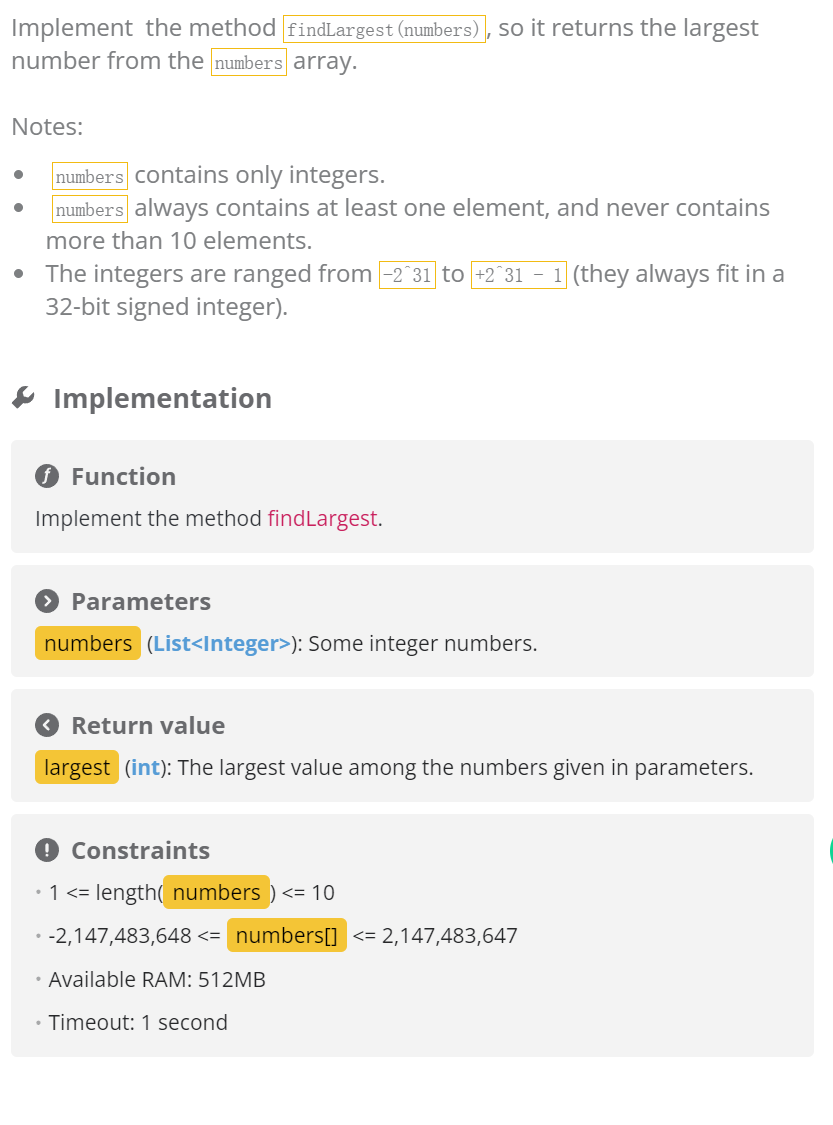 Implement the method findLargest(numbers), so it returns the largest
number from the numbers array.
Notes:
• numbers contains only integers.
• numbers always contains at least one element, and never contains
more than 10 elements.
• The integers are ranged from -2^31 to +2^31 - 1 (they always fit in a
32-bit signed integer).
Implementation
Function
Implement the method findLargest.
Parameters
numbers (List<Integer>): Some integer numbers.
Return value
largest (int): The largest value among the numbers given in parameters.
Constraints
• 1 <= length( numbers ) <= 10
• -2,147,483,648 <= numbers[] <= 2,147,483,647
• Available RAM: 512MB
• Timeout: 1 second